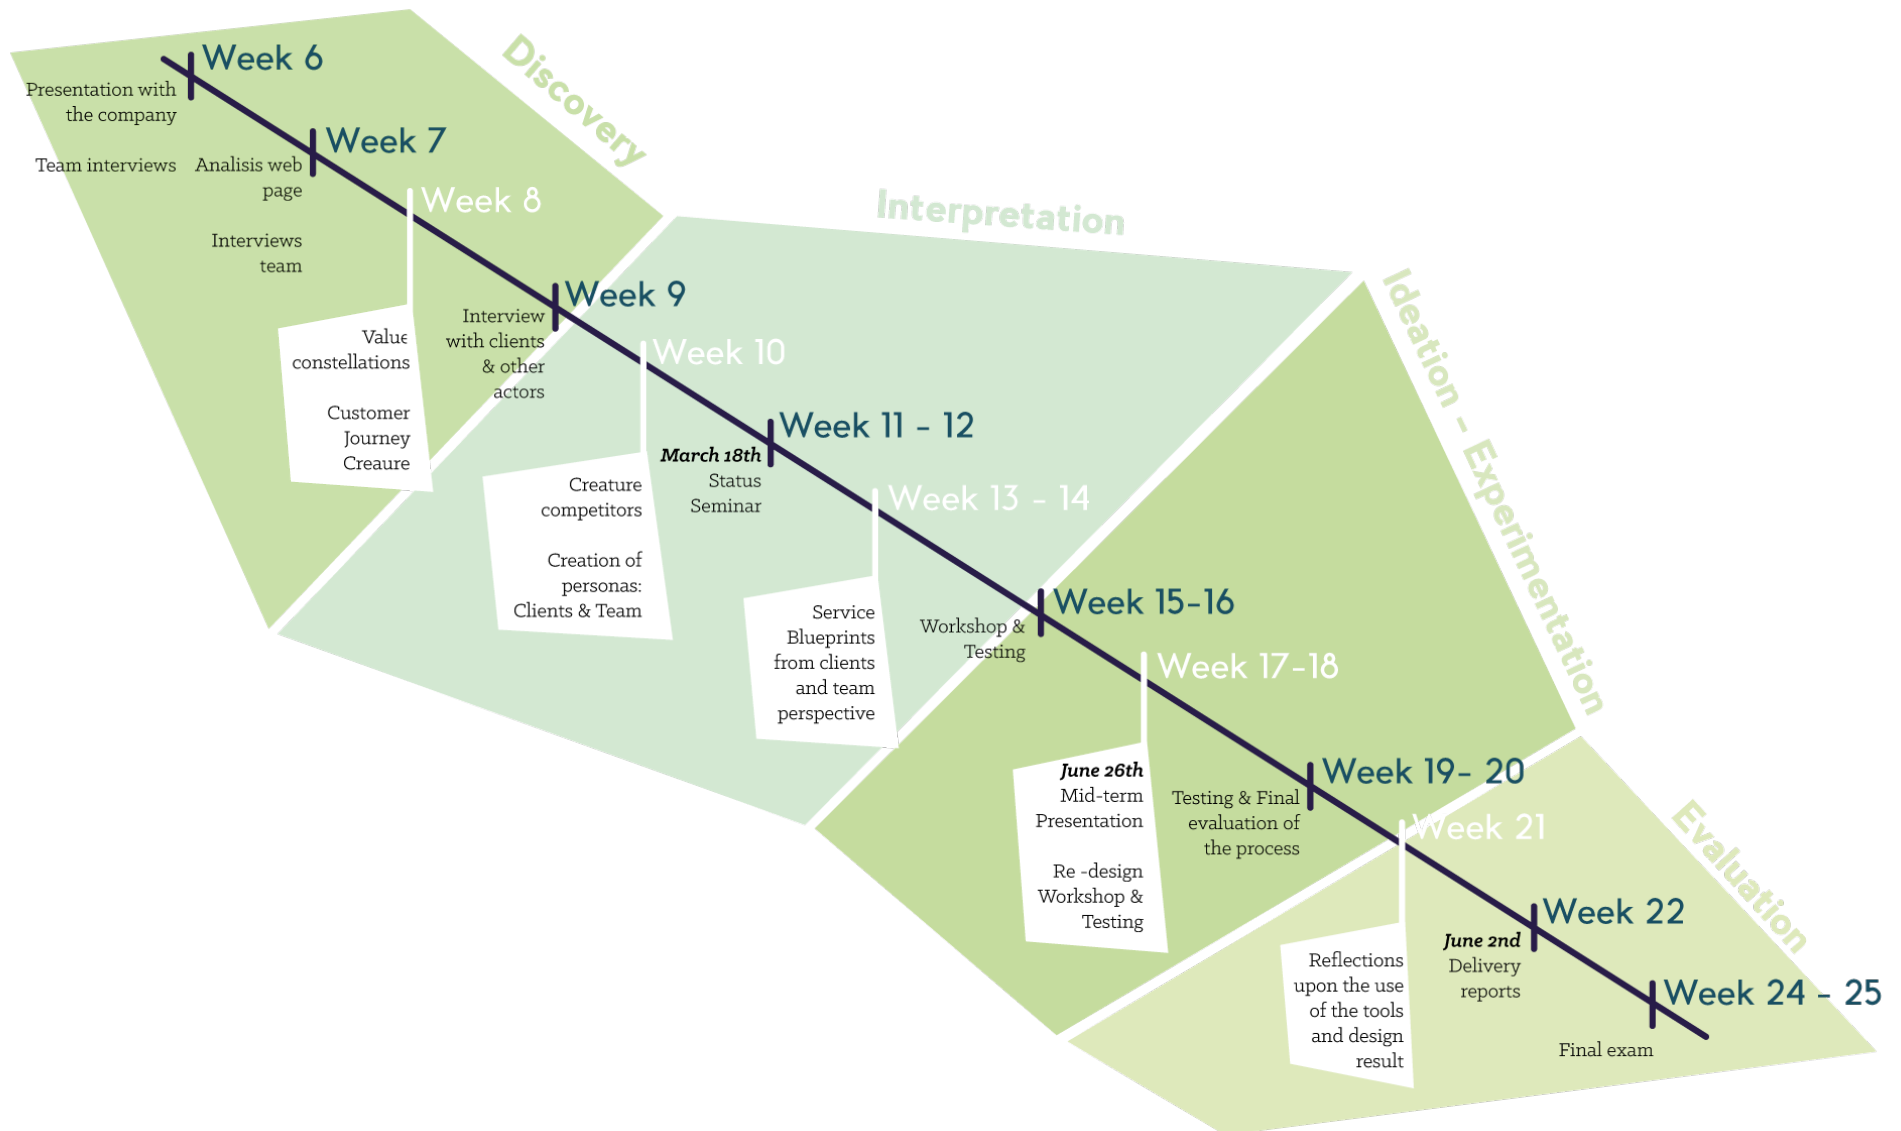 Discovery
Week 6
Presentation with
the company
Team interviews
Week 7
Analisis web
page
Interviews
team
Week 8
Value
constellations
Customer
Journey
Creaure
Interpretation
Week 9
Interview
with clients
& other
actors
Week 10
Creature
competitors
Creation of
personas:
Clients & Team
Week 11 - 12
March 18th
Status
Seminar
Week 13 - 14
Service
Blueprints
from clients
and team
perspective
Ideation - Experimentation
Week 15-16
Workshop &
Testing
Week 17-18
June 26th
Mid-term
Presentation
Re -design
Workshop &
Testing
Week 19- 20
Testing & Final
evaluation of
the process
Evaluation
Week 21
Reflections
upon the use
of the tools
and design
result
Week 22
June 2nd
Delivery
reports
Week 24 - 25
Final exam